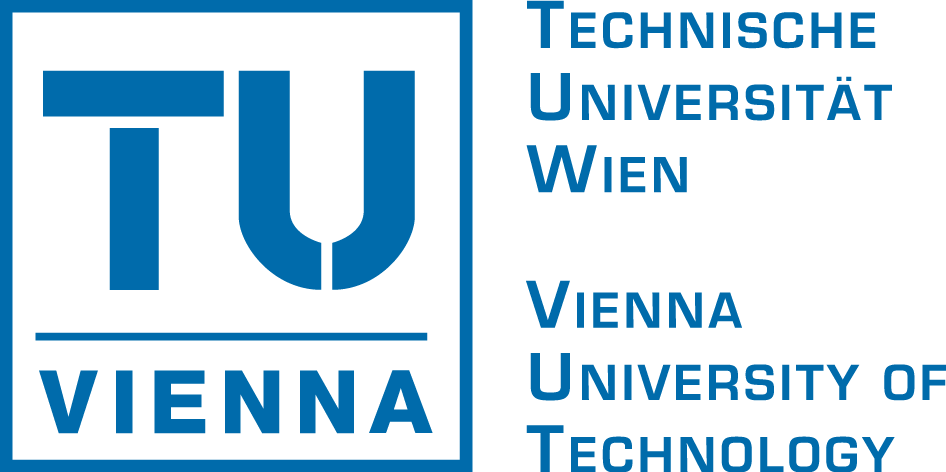 TU
VIENNA
TECHNISCHE
UNIVERSITÄT
WIEN
VIENNA
UNIVERSITY OF
TECHNOLOGY